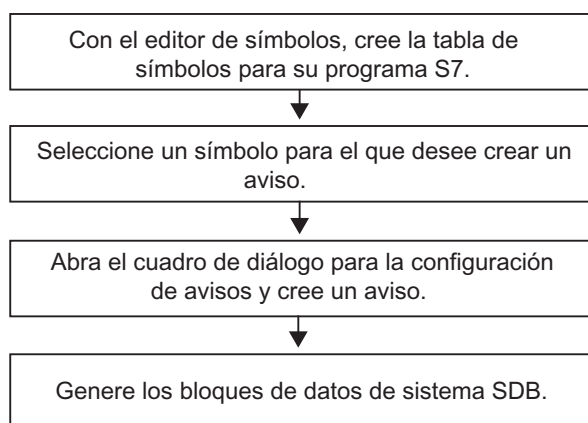 Con el editor de símbolos, cree la tabla de
símbolos para su programa S7.
Seleccione un símbolo para el que desee crear un
aviso.
Abra el cuadro de diálogo para la configuración
de avisos y cree un aviso.
Genere los bloques de datos de sistema SDB.